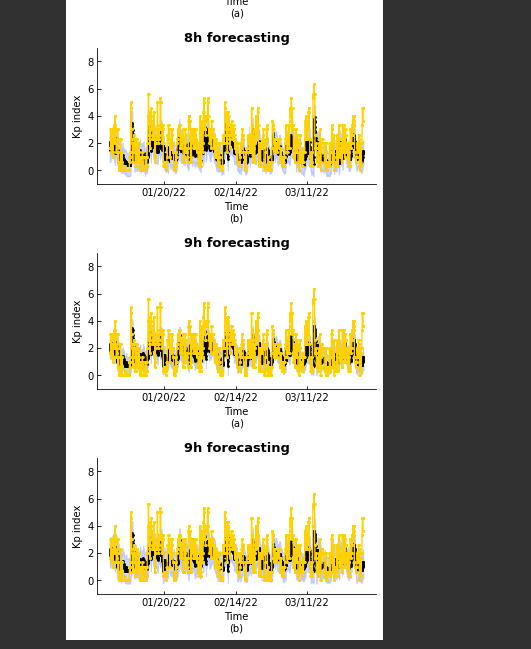 Time
(a)
8h forecasting
8
6
4
2
0
Kp index
01/20/22 02/14/22 03/11/22
Time
(b)
9h forecasting
8
6
4
2
0
Kp index
01/20/22 02/14/22 03/11/22
Time
(a)
9h forecasting
8
6
4
2
0
Kp index
01/20/22 02/14/22 03/11/22
Time
(b)